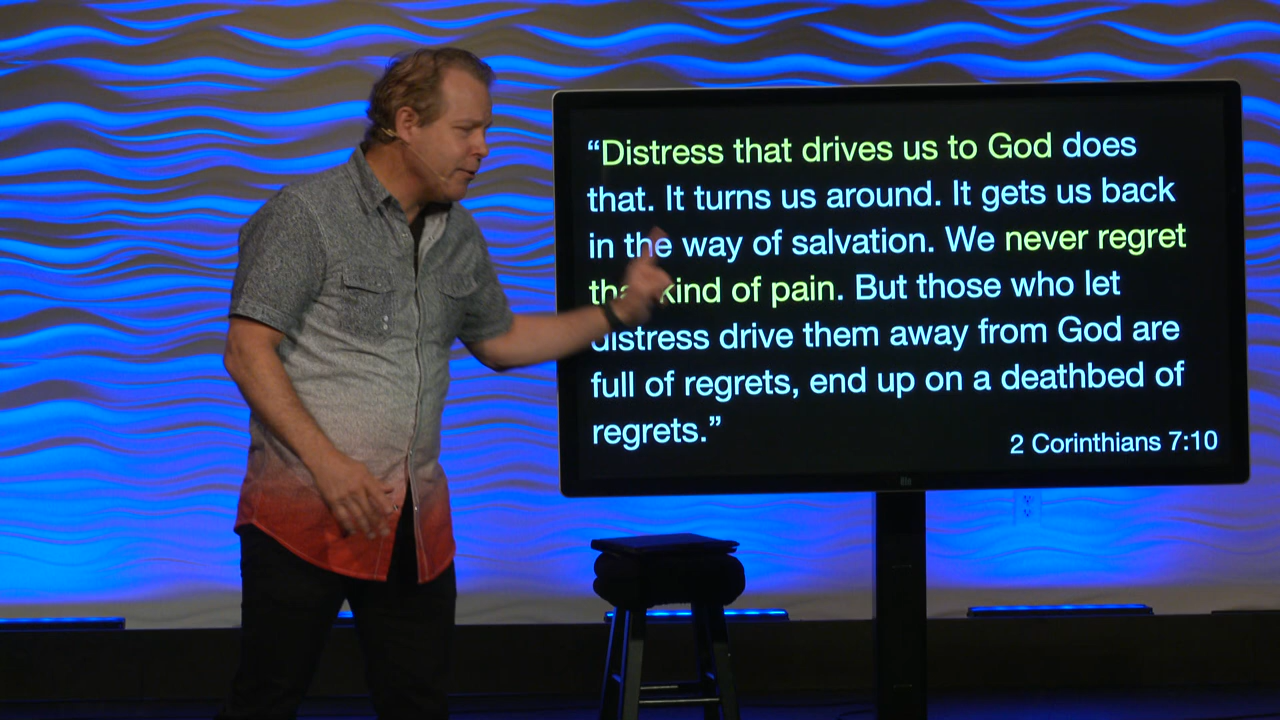 “Distress that drives us to God does
that. It turns us around. It gets us back
in the way of salvation. We never regret
that kind of pain. But those who let
distress drive them away from God are
full of regrets, end up on a deathbed of
regrets.”
2 Corinthians 7:10
elo